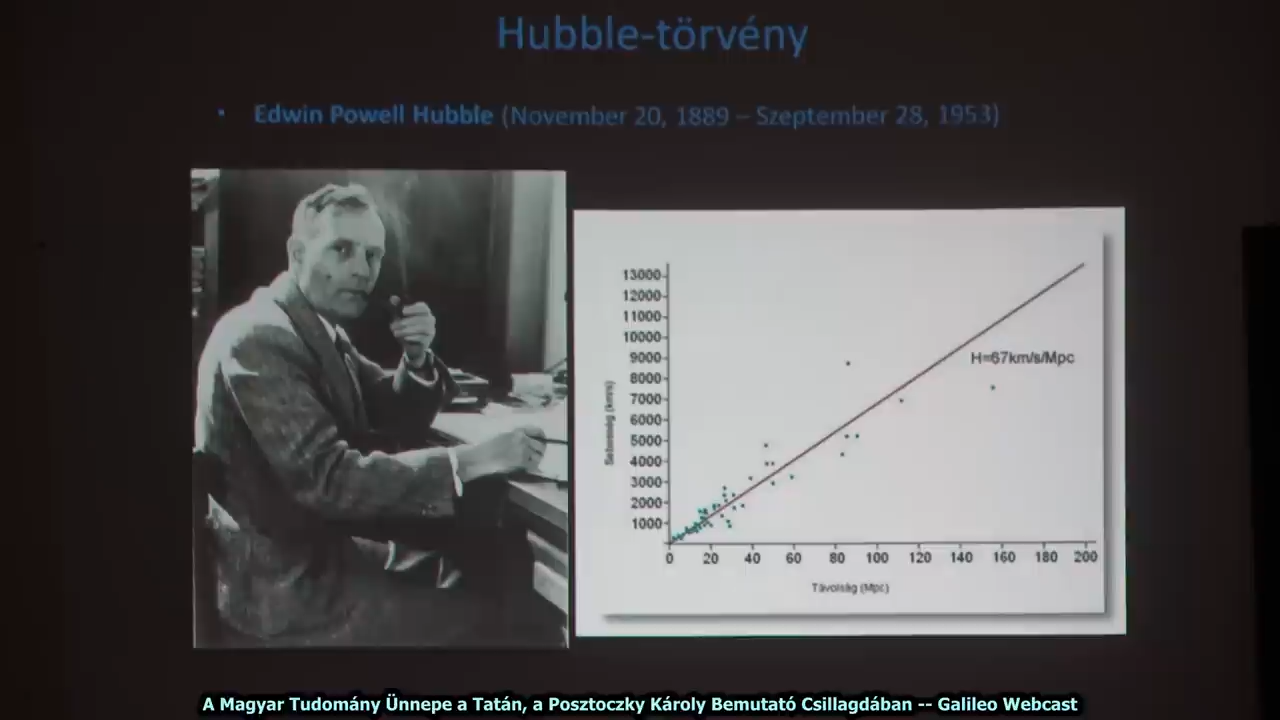 Hubble-törvény
• Edwin Powell Hubble (November 20, 1889 – Szeptember 28, 1953)
13000
12000
11000
10000
9000
8000
7000
6000
5000
4000
3000
2000
1000
Sebesség (km/s)
H=67km/s/Mpc
0 20 40 60 80 100 120 140 160 180 200
Távolság (Mpc)
A Magyar Tudomány Ünnepe a Tatán, a Posztoczky Károly Bemutató Csillagdában -- Galileo Webcast